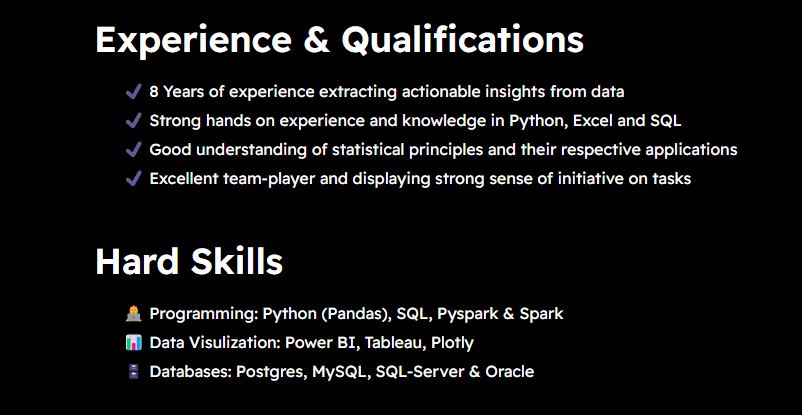 Experience & Qualifications
8 Years of experience extracting actionable insights from data
Strong hands on experience and knowledge in Python, Excel and SQL
Good understanding of statistical principles and their respective applications
Excellent team-player and displaying strong sense of initiative on tasks
Hard Skills
Programming: Python (Pandas), SQL, Pyspark & Spark
Data Visulization: Power BI, Tableau, Plotly
Databases: Postgres, MySQL, SQL-Server & Oracle